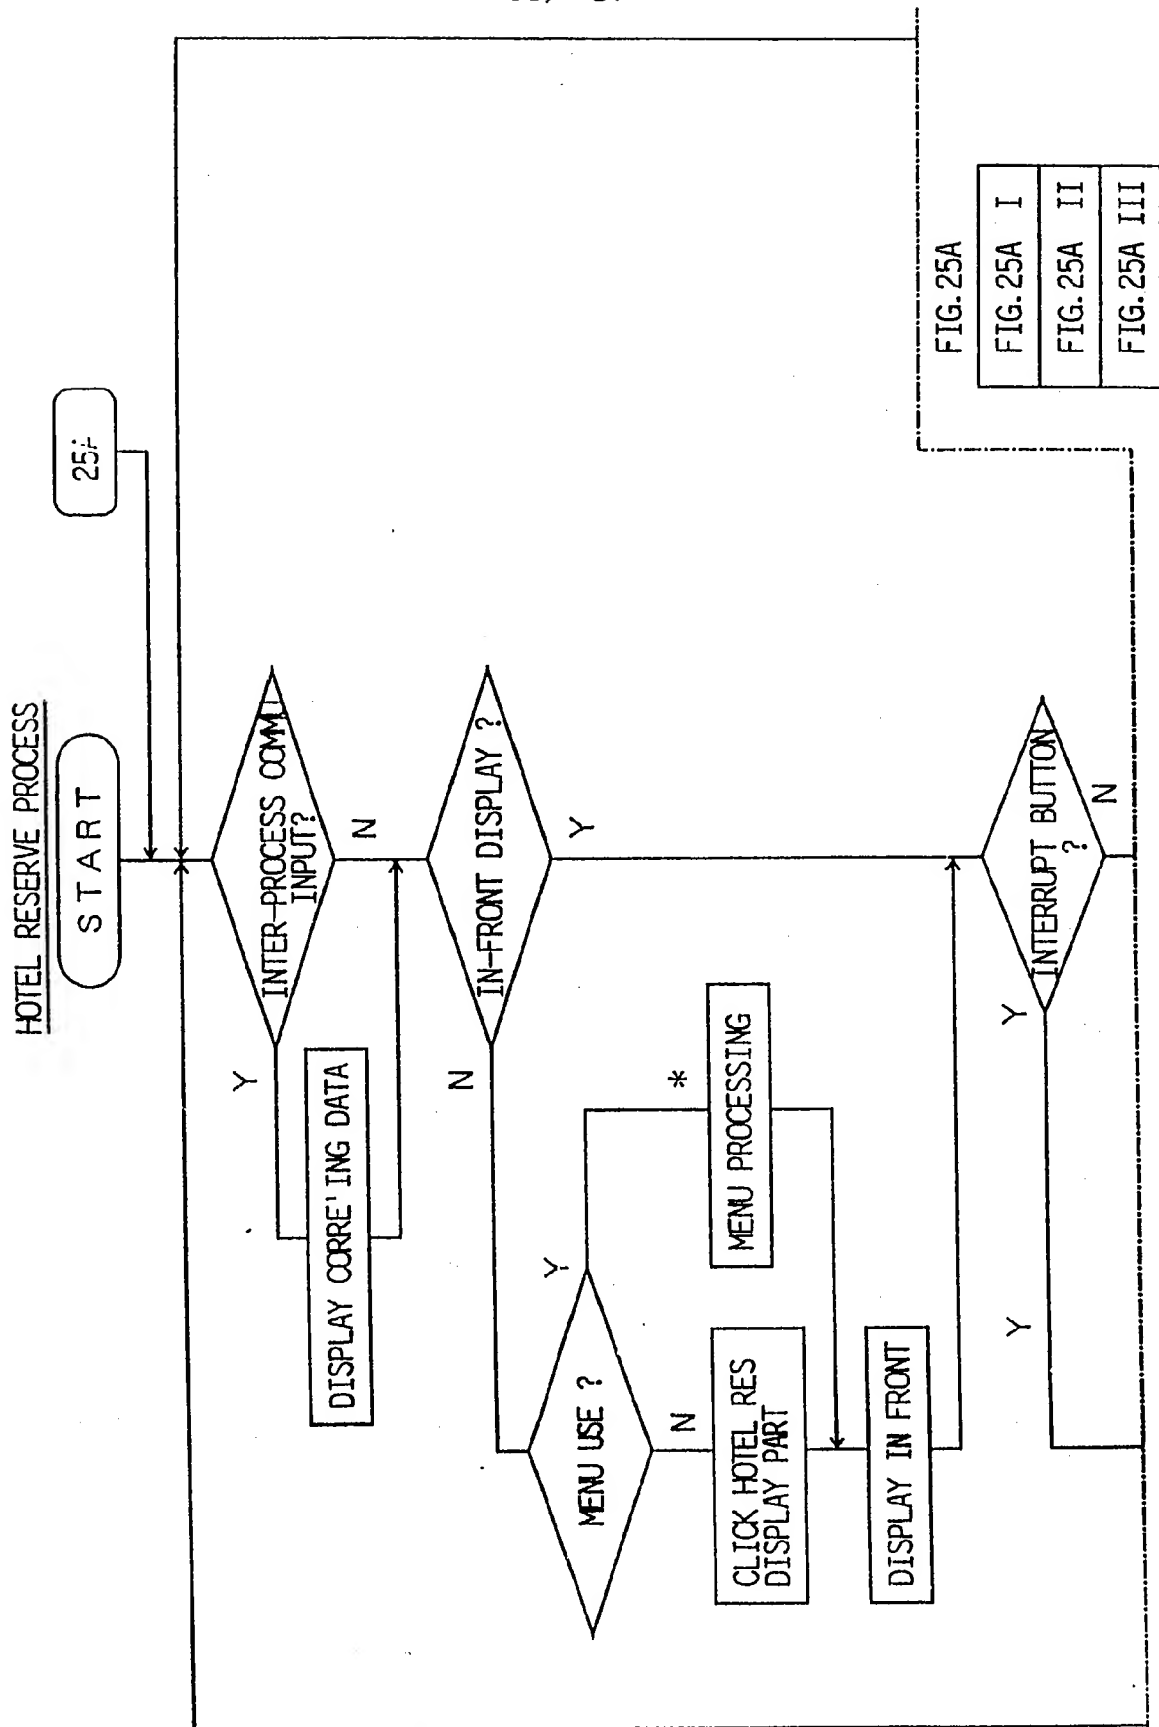 HOTEL RESERVE PROCESS
START
INTER-PROCESS COMMU
INPUT?
Y
N
DISPLAY CORRE'ING DATA
IN-FRONT DISPLAY ?
N
Y
MENU USE ?
Y
*
N
MENU PROCESSING
CLICK HOTEL RES
DISPLAY PART
DISPLAY IN FRONT
INTERRUPT BUTTON
?
Y
Y
N
FIG.25A
FIG.25A I
FIG.25A II
FIG.25A III